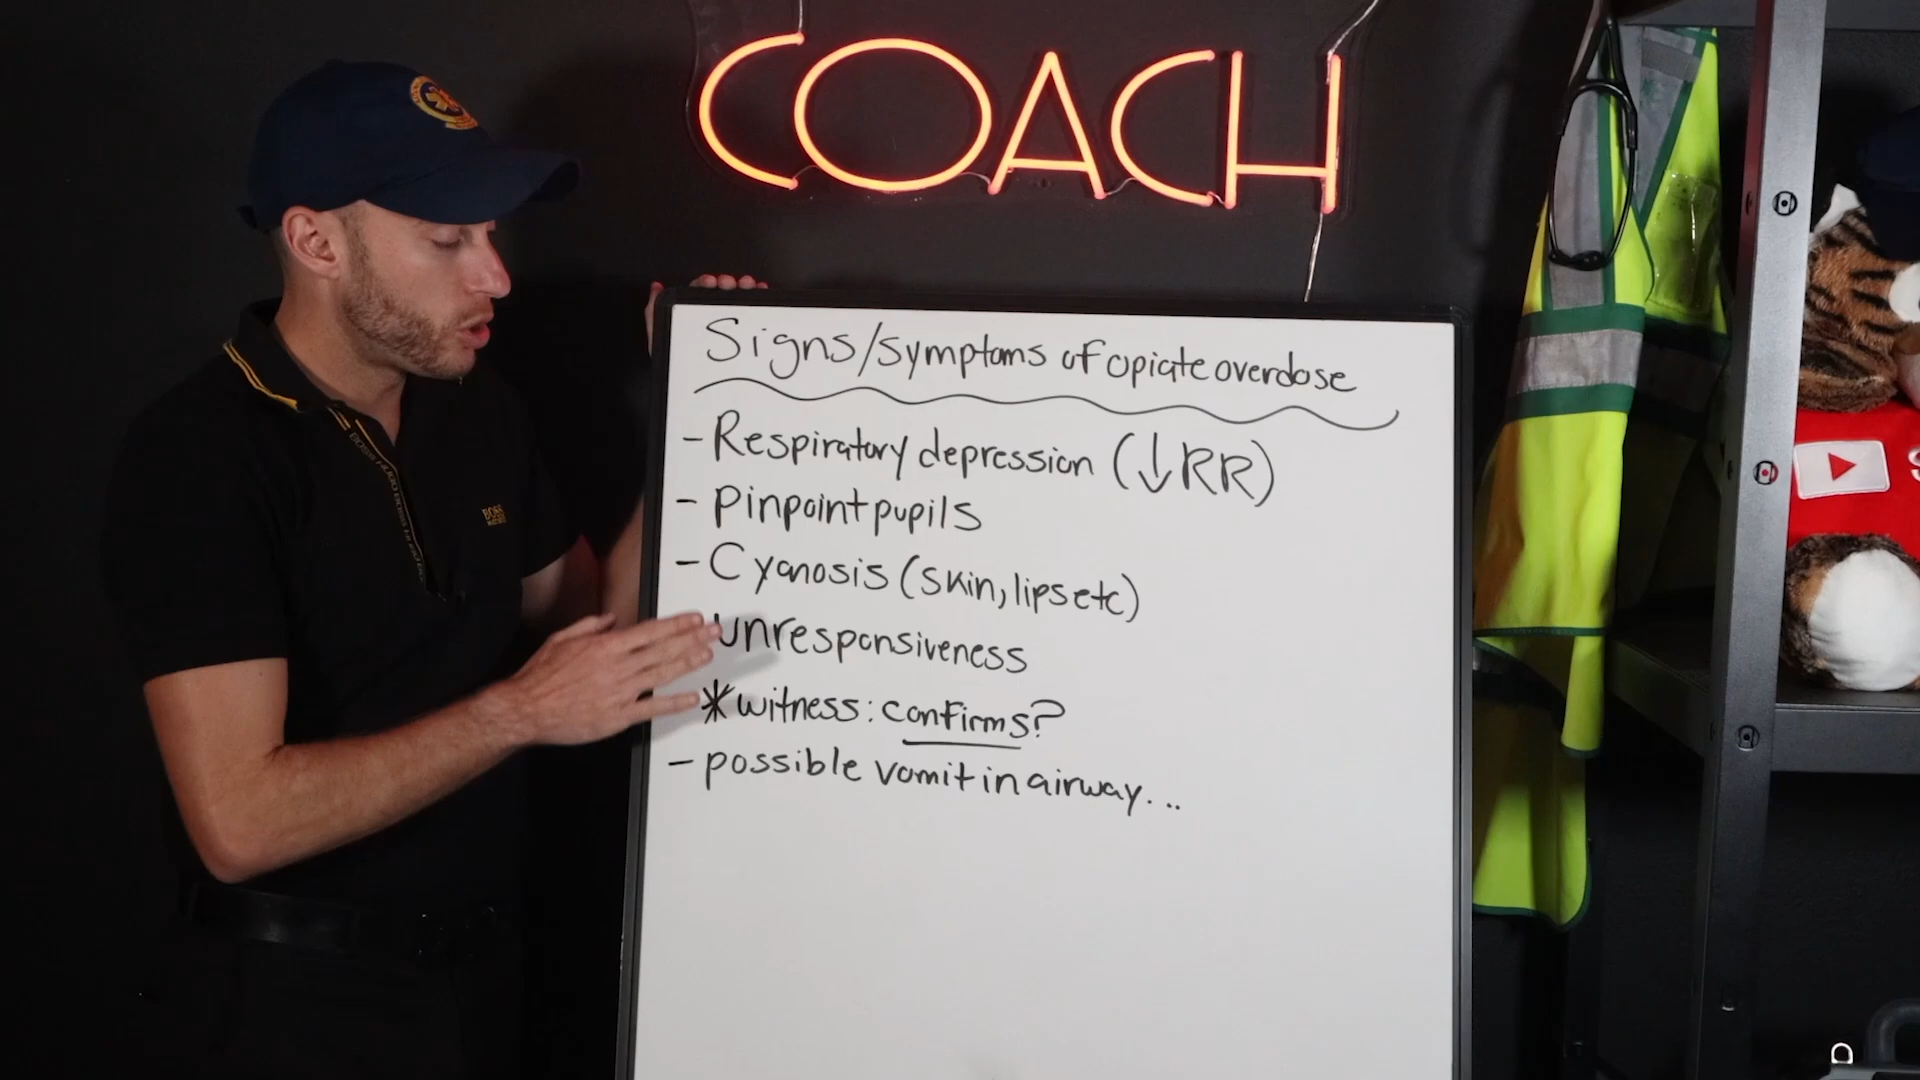 COACH
Signs/symptoms of opiate overdose
- Respiratory depression (↓RR)
- Pinpoint pupils
- Cyanosis (skin, lips etc)
unresponsiveness
* witness: confirms?
- possible vomit in airway...
BOSS